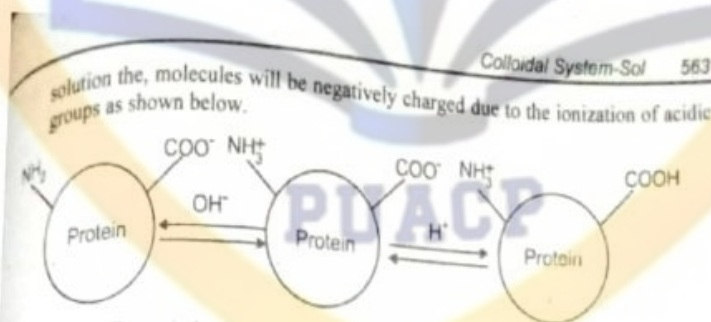 Colloidal System-Sol 563
solution the, molecules will be negatively charged due to the ionization of acidic
groups as shown below.
NH₂ COO⁻ NH₃⁺ COO⁻ NH₃⁺ COOH
OH⁻ H⁺
Protein Protein Protein
PUACP